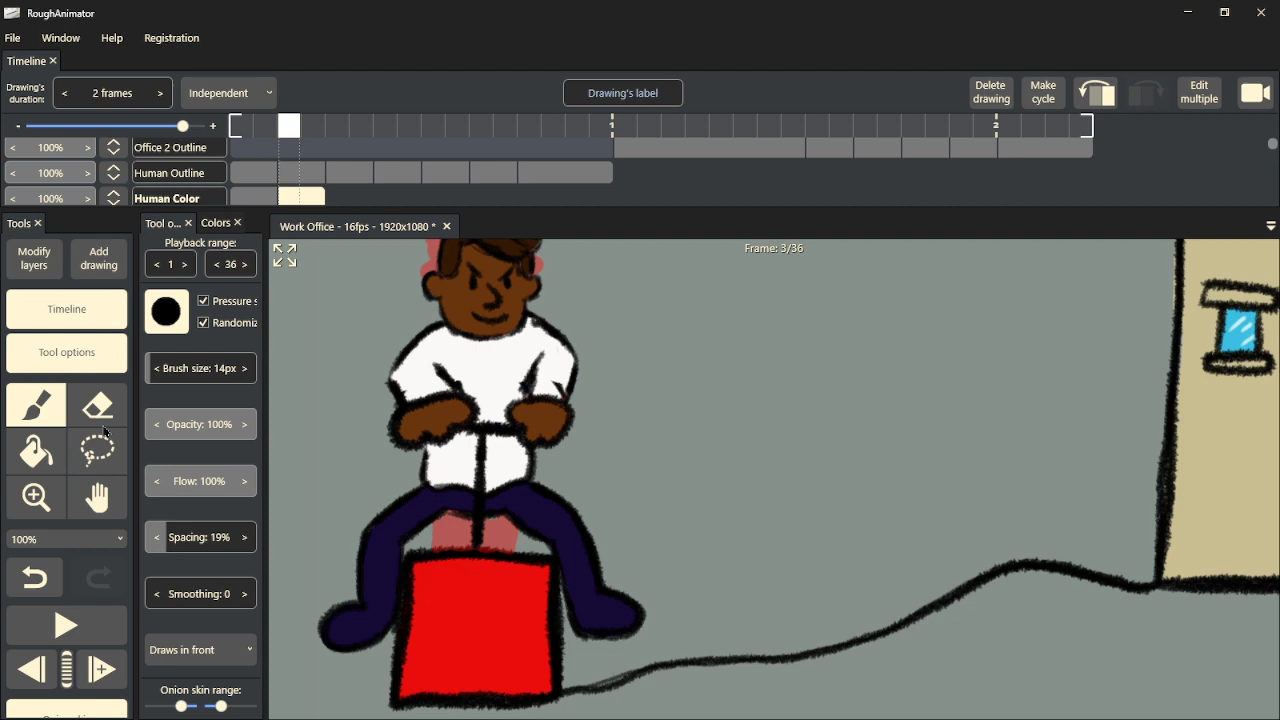 RoughAnimator
File Window Help Registration
Timeline
Drawing's duration: < 2 frames > Independent Drawing's label Delete drawing Make cycle Edit multiple
- + 1 2
< 100% > Office 2 Outline
< 100% > Human Outline
< 100% > Human Color
Tools Tool o... Colors Work Office - 16fps - 1920x1080 *
Modify layers Add drawing
Timeline
Tool options
100%
Playback range:
< 1 > < 36 >
Pressure s
Randomiz
< Brush size: 14px >
< Opacity: 100% >
< Flow: 100% >
< Spacing: 19% >
< Smoothing: 0 >
Draws in front
Onion skin range:
Frame: 3/36